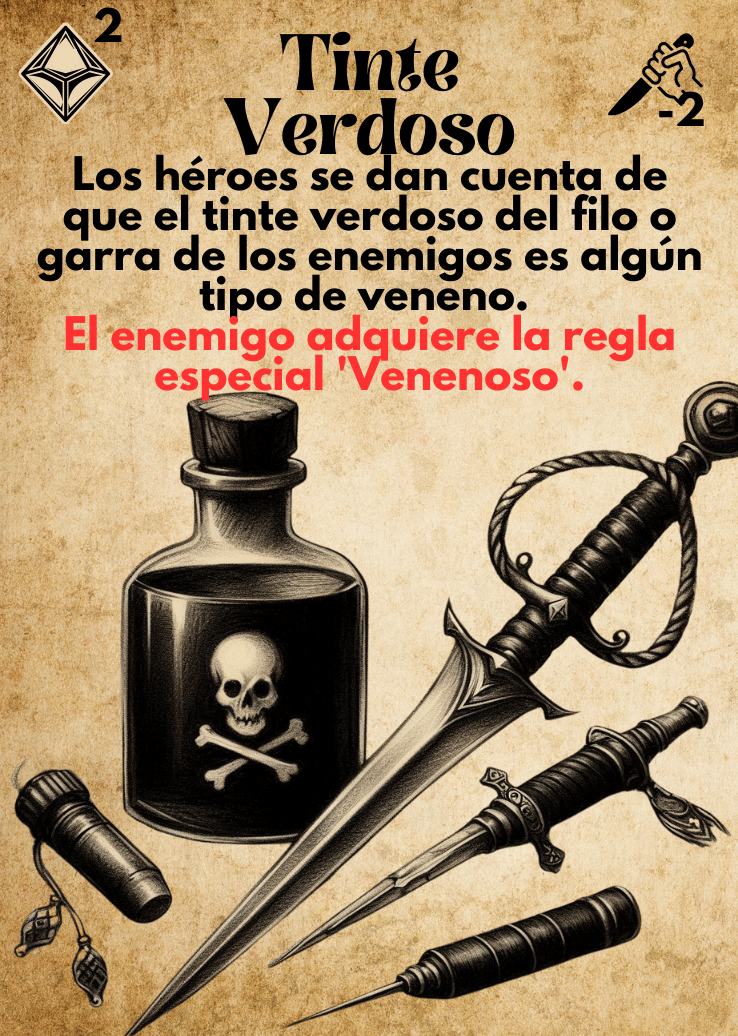 2
Tinte
Verdoso
-2
Los héroes se dan cuenta de
que el tinte verdoso del filo o
garra de los enemigos es algún
tipo de veneno.
El enemigo adquiere la regla
especial 'Venenoso'.